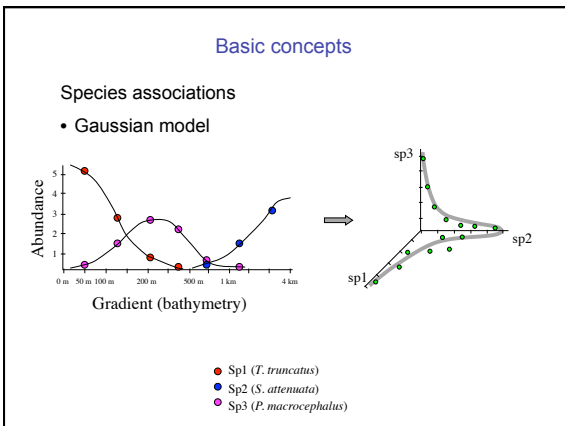 Basic concepts
Species associations
• Gaussian model
Abundance
5
4
3
2
1
0 m 50 m 100 m 200 m 500 m 1 km 4 km
Gradient (bathymetry)
sp3
sp2
sp1
Sp1 (T. truncatus)
Sp2 (S. attenuata)
Sp3 (P. macrocephalus)